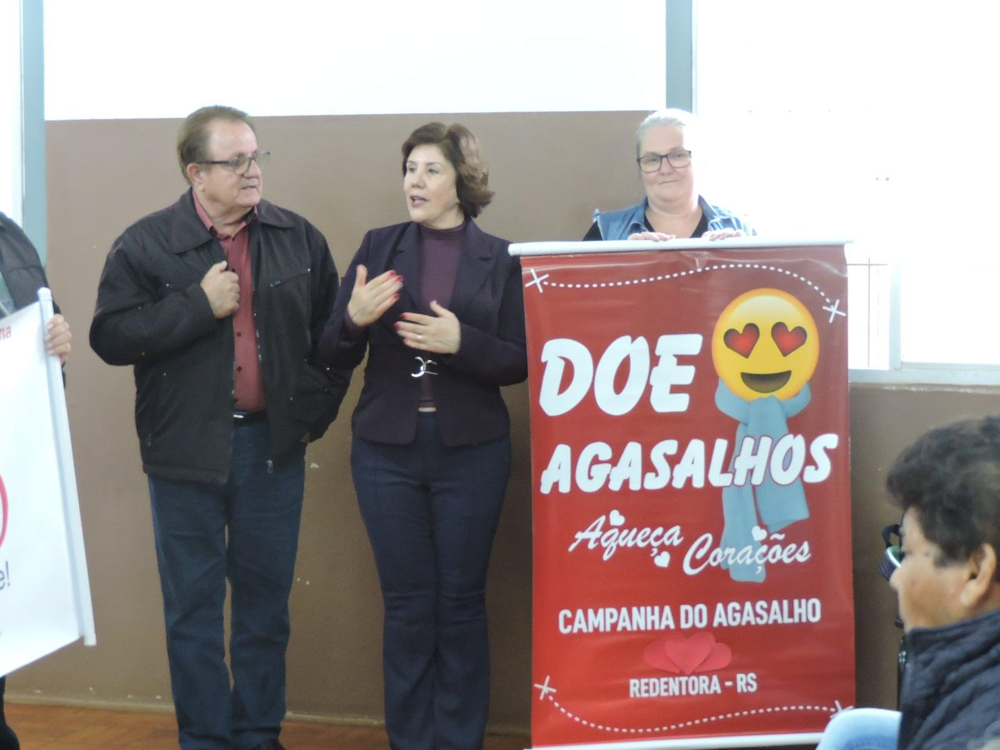 DOE
AGASALHOS
Aqueça
Corações
CAMPANHA DO AGASALHO
REDENTORA - RS